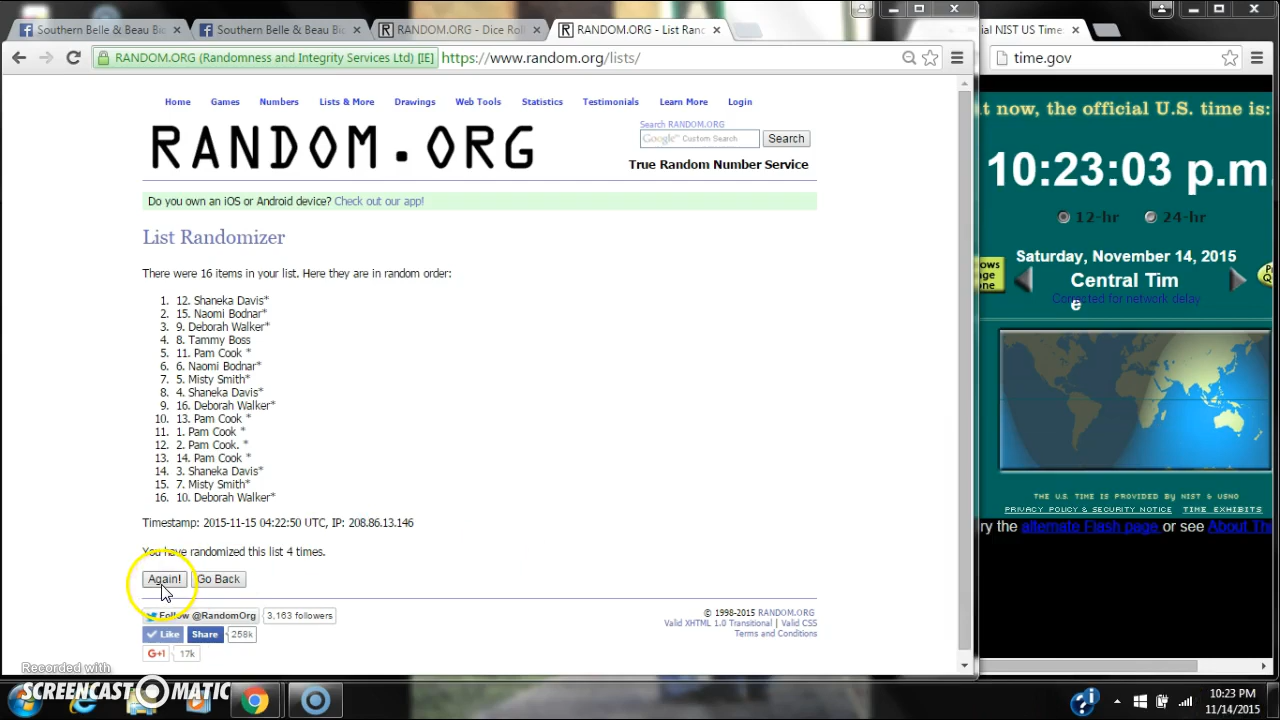 Southern Belle & Beau Bi
Southern Belle & Beau Bi
RANDOM.ORG - Dice Roll
RANDOM.ORG - List Ran
ial NIST US Time
RANDOM.ORG (Randomness and Integrity Services Ltd) [IE]
https://www.random.org/lists/
time.gov
Home Games Numbers Lists & More Drawings Web Tools Statistics Testimonials Learn More Login
RANDOM.ORG
Search RANDOM.ORG
Google™ Custom Search
Search
True Random Number Service
Do you own an iOS or Android device? Check out our app!
List Randomizer
There were 16 items in your list. Here they are in random order:
1. 12. Shaneka Davis*
2. 15. Naomi Bodnar*
3. 9. Deborah Walker*
4. 8. Tammy Boss
5. 11. Pam Cook *
6. 6. Naomi Bodnar*
7. 5. Misty Smith*
8. 4. Shaneka Davis*
9. 16. Deborah Walker*
10. 13. Pam Cook *
11. 1. Pam Cook *
12. 2. Pam Cook. *
13. 14. Pam Cook *
14. 3. Shaneka Davis*
15. 7. Misty Smith*
16. 10. Deborah Walker*
Timestamp: 2015-11-15 04:22:50 UTC, IP: 208.86.13.146
You have randomized this list 4 times.
Again!
Go Back
Follow @RandomOrg
3,163 followers
Like
Share
258k
G+1
17k
© 1998-2015 RANDOM.ORG
Valid XHTML 1.0 Transitional | Valid CSS
Terms and Conditions
t now, the official U.S. time is:
10:23:03 p.m
12-hr
24-hr
Saturday, November 14, 2015
Central Tim
e
Corrected for network delay
THE U.S. TIME IS PROVIDED BY NIST & USNO
PRIVACY POLICY & SECURITY NOTICE TIME EXHIBITS
ry the alternate Flash page or see About Thi
Recorded with
SCREENCAST MATIC
10:23 PM
11/14/2015